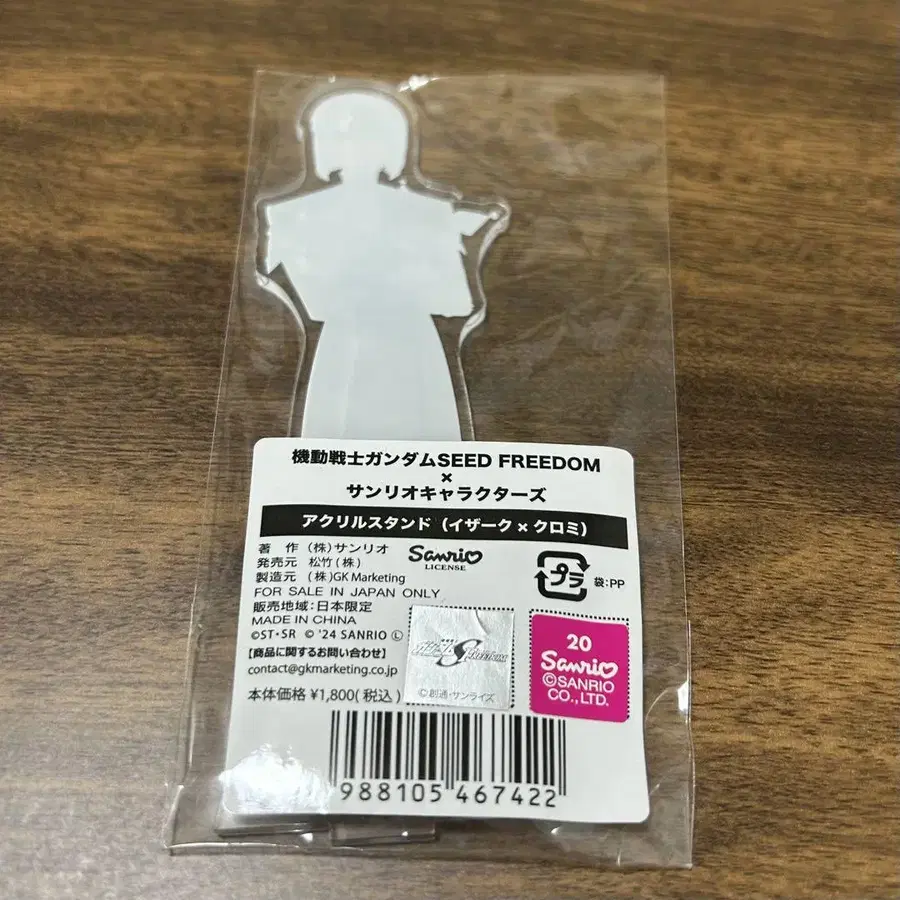 機動戦士ガンダムSEED FREEDOM
×
サンリオキャラクターズ
アクリルスタンド（イザーク×クロミ）
著 作 （株）サンリオ
発売元 松竹（株）
製造元 （株）GK Marketing
FOR SALE IN JAPAN ONLY
販売地域：日本限定
MADE IN CHINA
©ST・SR © '24 SANRIO Ⓛ
【商品に関するお問い合わせ】
contact@gkmarketing.co.jp
本体価格 ¥1,800（税込）
Sanrio
LICENSE
プラ 袋：PP
SEED FREEDOM
©創通・サンライズ
20
Sanrio
©SANRIO
CO.,LTD.
988105 467422